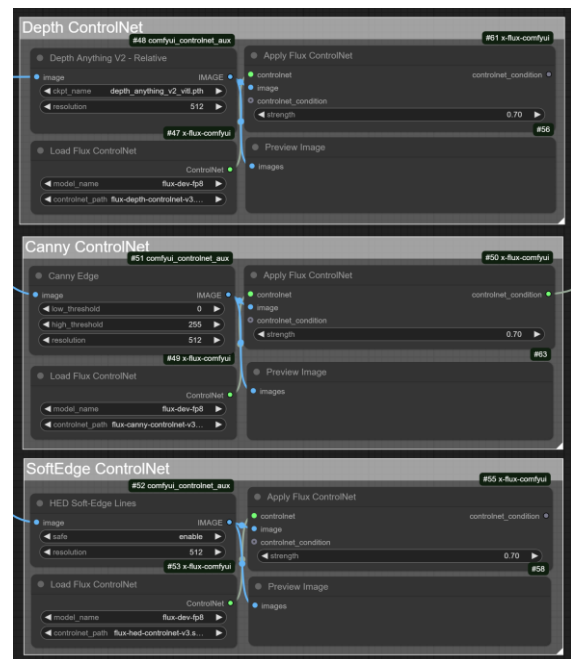 Depth ControlNet
#48 comfyui_controlnet_aux
Depth Anything V2 - Relative
image IMAGE
ckpt_name depth_anything_v2_vitl.pth
resolution 512
#47 x-flux-comfyui
Load Flux ControlNet
ControlNet
model_name flux-dev-fp8
controlnet_path flux-depth-controlnet-v3....
#61 x-flux-comfyui
Apply Flux ControlNet
controlnet controlnet_condition
image
controlnet_condition
strength 0.70
#56
Preview Image
images
Canny ControlNet
#51 comfyui_controlnet_aux
Canny Edge
image IMAGE
low_threshold 0
high_threshold 255
resolution 512
#49 x-flux-comfyui
Load Flux ControlNet
ControlNet
model_name flux-dev-fp8
controlnet_path flux-canny-controlnet-v3...
#50 x-flux-comfyui
Apply Flux ControlNet
controlnet controlnet_condition
image
controlnet_condition
strength 0.70
#63
Preview Image
images
SoftEdge ControlNet
#52 comfyui_controlnet_aux
HED Soft-Edge Lines
image IMAGE
safe enable
resolution 512
#53 x-flux-comfyui
Load Flux ControlNet
ControlNet
model_name flux-dev-fp8
controlnet_path flux-hed-controlnet-v3.s...
#55 x-flux-comfyui
Apply Flux ControlNet
controlnet controlnet_condition
image
controlnet_condition
strength 0.70
#58
Preview Image
images